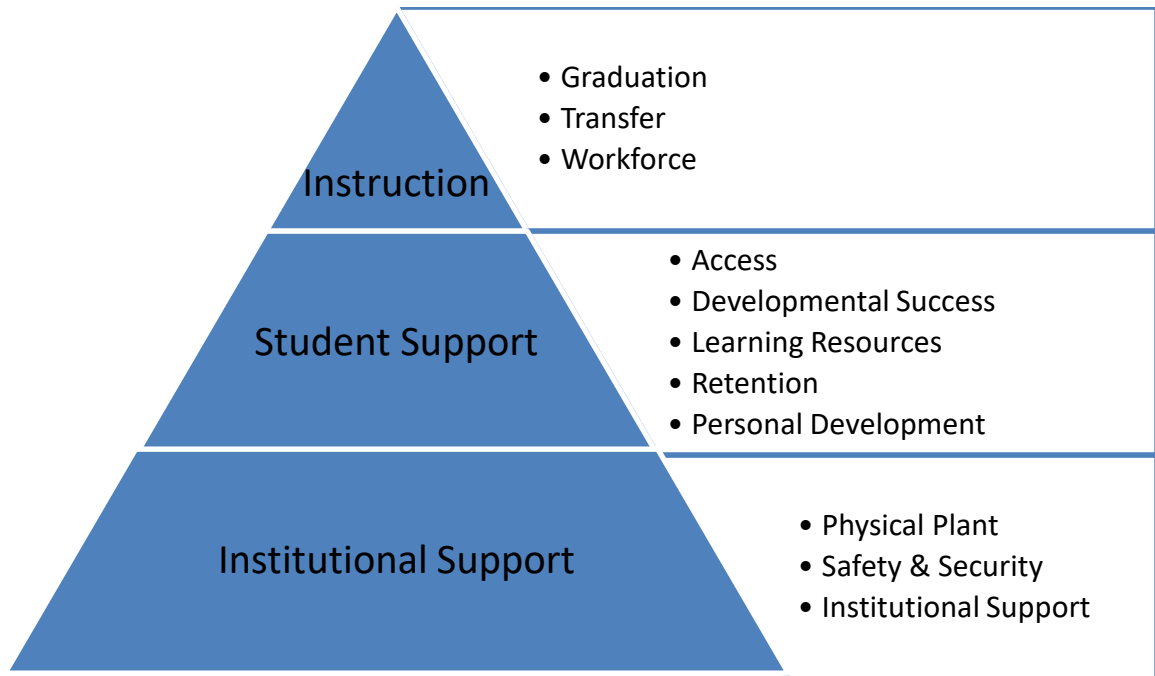 Instruction
• Graduation
• Transfer
• Workforce
Student Support
• Access
• Developmental Success
• Learning Resources
• Retention
• Personal Development
Institutional Support
• Physical Plant
• Safety & Security
• Institutional Support